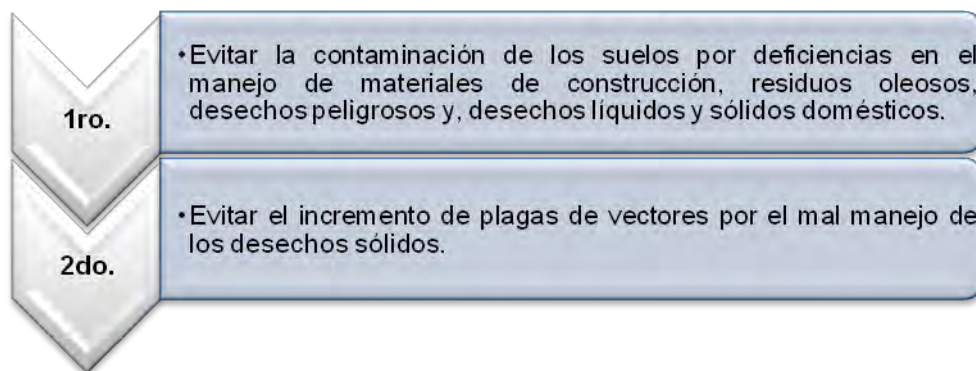 1ro.
•Evitar la contaminación de los suelos por deficiencias en el
manejo de materiales de construcción, residuos oleosos,
desechos peligrosos y, desechos líquidos y sólidos domésticos.
2do.
•Evitar el incremento de plagas de vectores por el mal manejo de
los desechos sólidos.